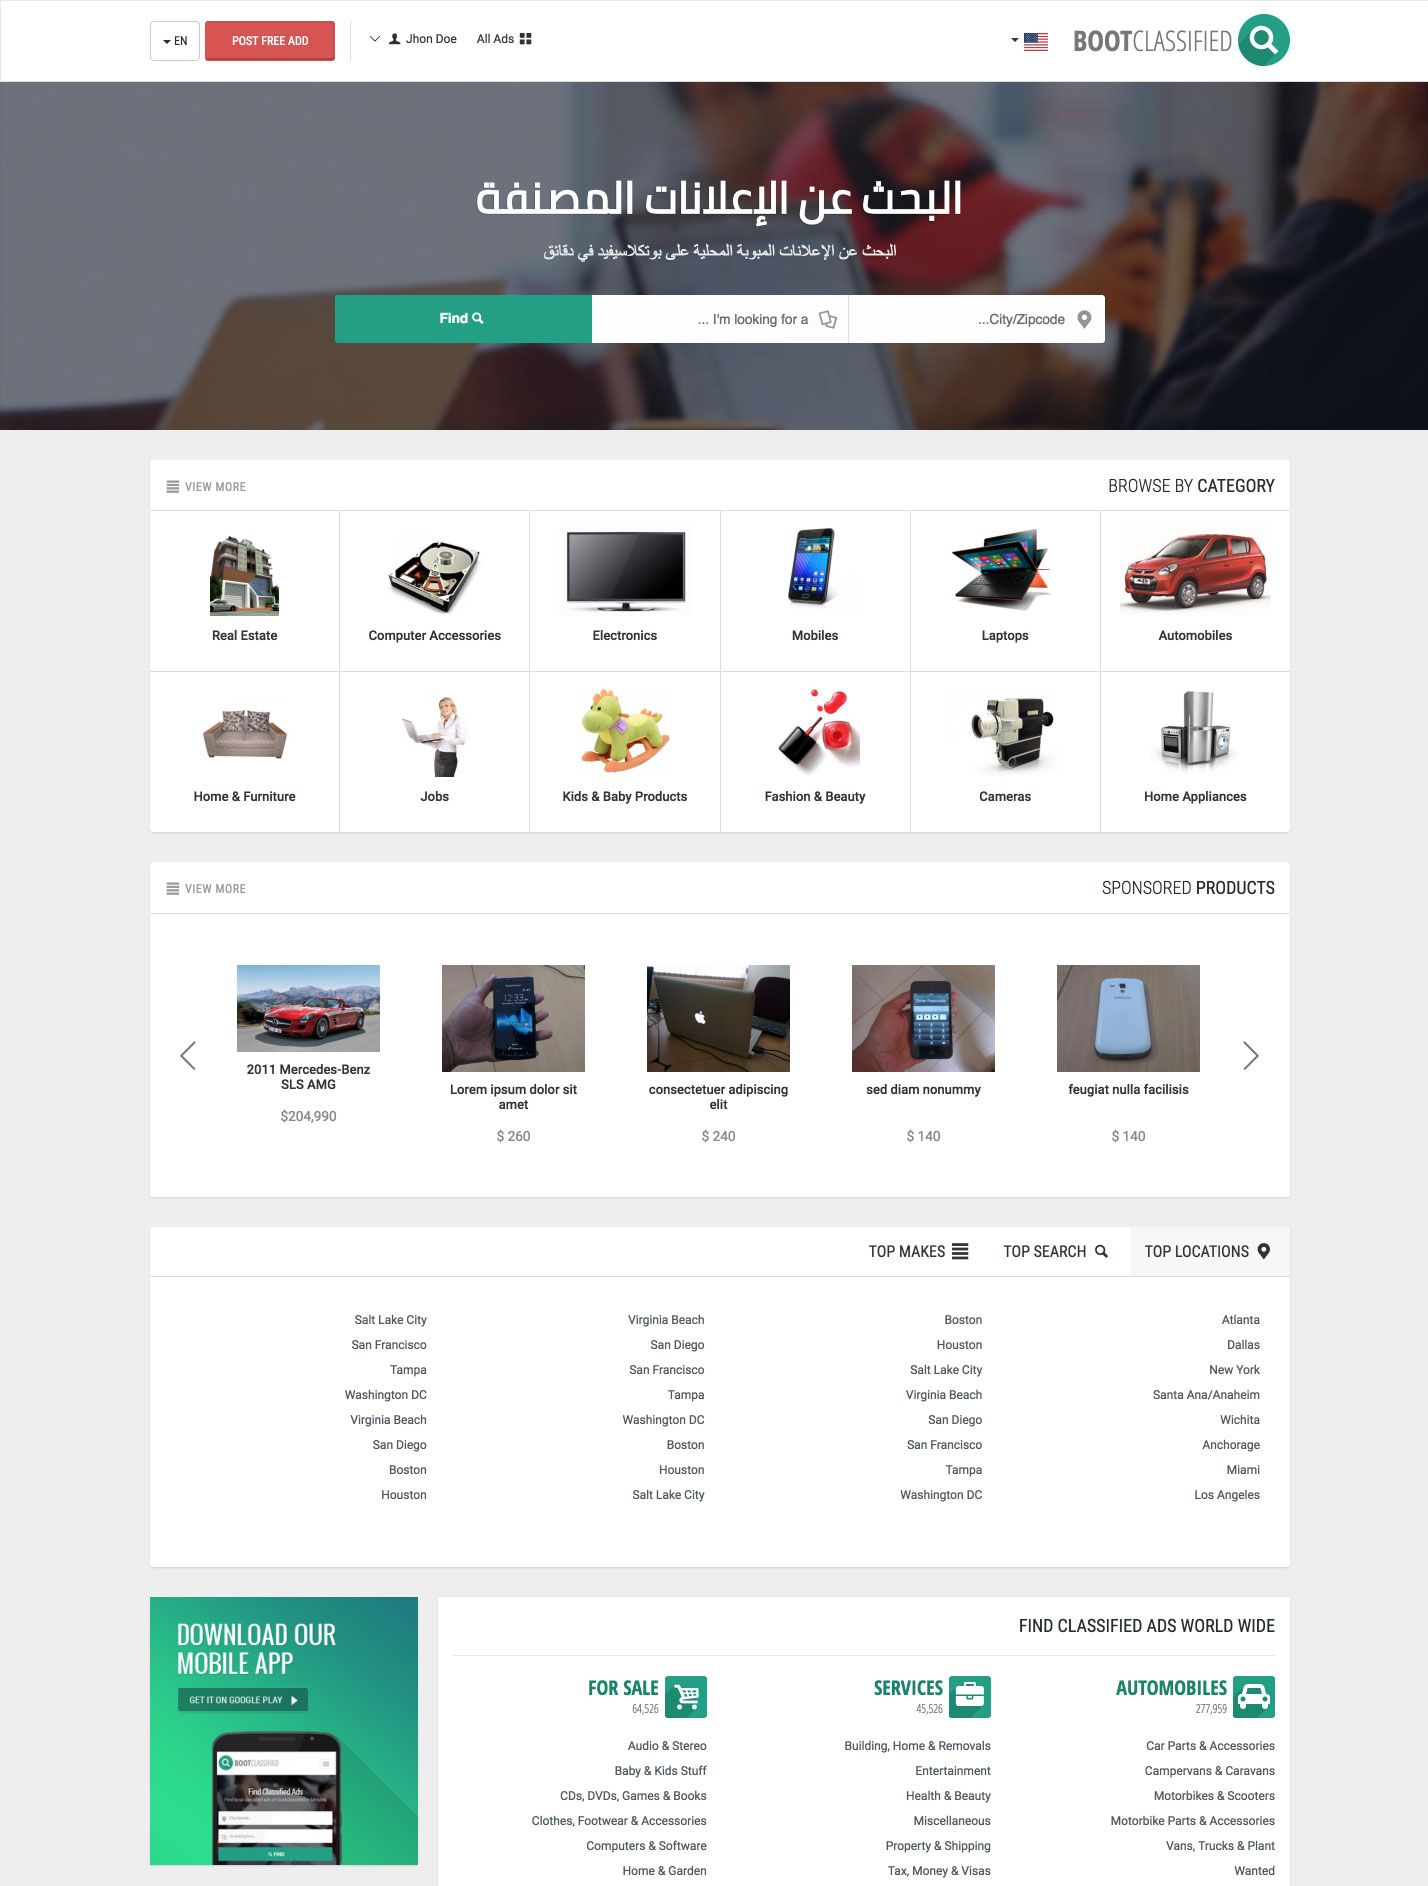 EN
POST FREE ADD
Jhon Doe
All Ads
BOOTCLASSIFIED
البحث عن الإعلانات المصنفة
البحث عن الإعلانات المبوبة المحلية على بوتكلاسيفيد في دقائق
Find
... I'm looking for a
...City/Zipcode
VIEW MORE
BROWSE BY CATEGORY
Real Estate
Computer Accessories
Electronics
Mobiles
Laptops
Automobiles
Home & Furniture
Jobs
Kids & Baby Products
Fashion & Beauty
Cameras
Home Appliances
VIEW MORE
SPONSORED PRODUCTS
2011 Mercedes-Benz
SLS AMG
$204,990
Lorem ipsum dolor sit
amet
$ 260
consectetuer adipiscing
elit
$ 240
sed diam nonummy
$ 140
feugiat nulla facilisis
$ 140
TOP MAKES
TOP SEARCH
TOP LOCATIONS
Salt Lake City
San Francisco
Tampa
Washington DC
Virginia Beach
San Diego
Boston
Houston
Virginia Beach
San Diego
San Francisco
Tampa
Washington DC
Boston
Houston
Salt Lake City
Boston
Houston
Salt Lake City
Virginia Beach
San Diego
San Francisco
Tampa
Washington DC
Atlanta
Dallas
New York
Santa Ana/Anaheim
Wichita
Anchorage
Miami
Los Angeles
DOWNLOAD OUR
MOBILE APP
GET IT ON GOOGLE PLAY
BOOTCLASSIFIED
Find Classified Ads
FIND
FIND CLASSIFIED ADS WORLD WIDE
FOR SALE
64,526
Audio & Stereo
Baby & Kids Stuff
CDs, DVDs, Games & Books
Clothes, Footwear & Accessories
Computers & Software
Home & Garden
SERVICES
45,526
Building, Home & Removals
Entertainment
Health & Beauty
Miscellaneous
Property & Shipping
Tax, Money & Visas
AUTOMOBILES
277,959
Car Parts & Accessories
Campervans & Caravans
Motorbikes & Scooters
Motorbike Parts & Accessories
Vans, Trucks & Plant
Wanted